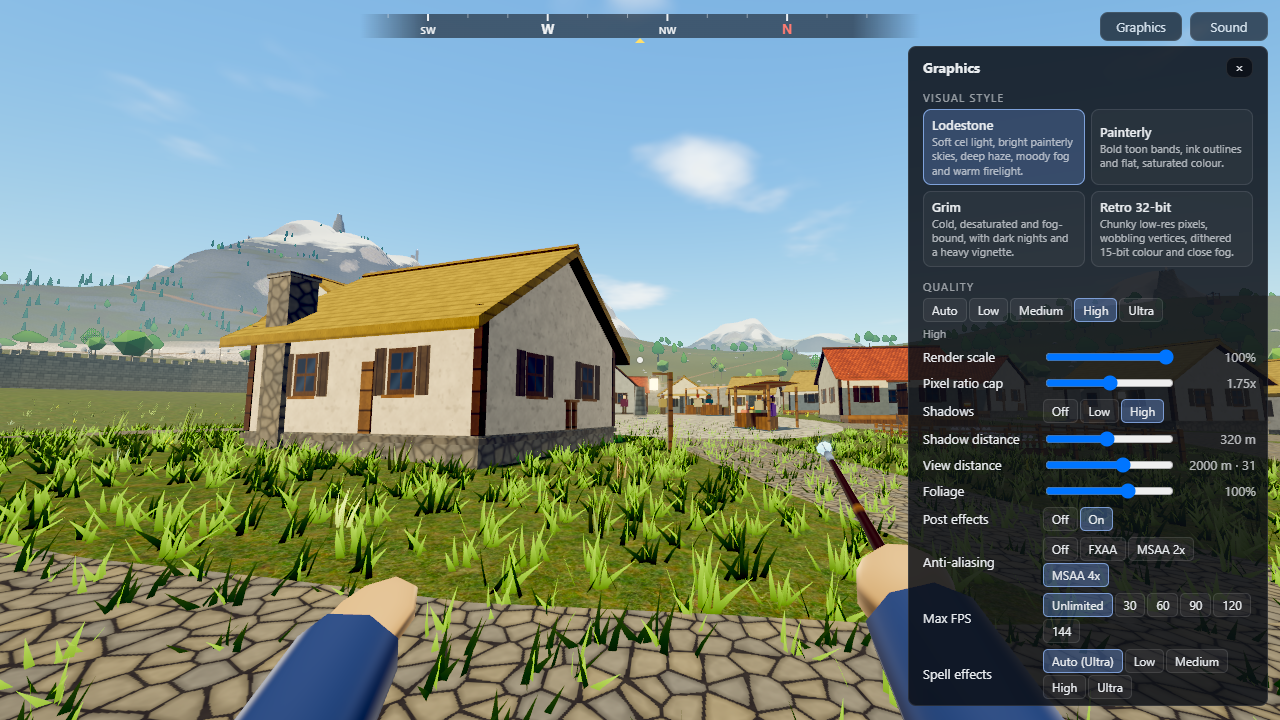 SW W NW N
Graphics Sound
Graphics ×
VISUAL STYLE
Lodestone
Soft cel light, bright painterly
skies, deep haze, moody fog
and warm firelight.
Painterly
Bold toon bands, ink outlines
and flat, saturated colour.
Grim
Cold, desaturated and fog-
bound, with dark nights and
a heavy vignette.
Retro 32-bit
Chunky low-res pixels,
wobbling vertices, dithered
15-bit colour and close fog.
QUALITY
Auto Low Medium High Ultra
High
Render scale 100%
Pixel ratio cap 1.75x
Shadows Off Low High
Shadow distance 320 m
View distance 2000 m · 31
Foliage 100%
Post effects Off On
Anti-aliasing Off FXAA MSAA 2x
MSAA 4x
Max FPS Unlimited 30 60 90 120
144
Spell effects Auto (Ultra) Low Medium
High Ultra